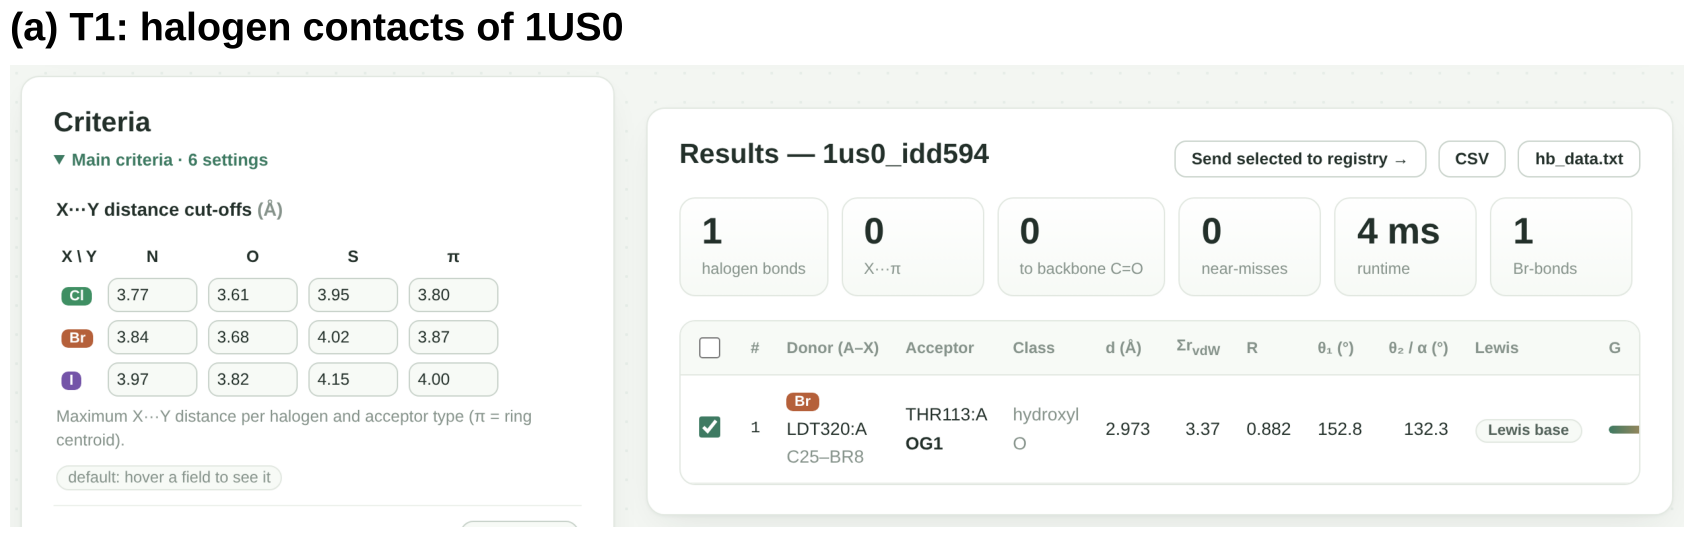 (a) T1: halogen contacts of 1US0
Criteria
▼ Main criteria · 6 settings
X···Y distance cut-offs (Å)
X \ Y N O S π
Cl 3.77 3.61 3.95 3.80
Br 3.84 3.68 4.02 3.87
I 3.97 3.82 4.15 4.00
Maximum X···Y distance per halogen and acceptor type (π = ring
centroid).
default: hover a field to see it
Results — 1us0_idd594
Send selected to registry → CSV hb_data.txt
1 0 0 0 4 ms 1
halogen bonds X···π to backbone C=O near-misses runtime Br-bonds
# Donor (A–X) Acceptor Class d (Å) ΣrvdW R θ₁ (°) θ₂ / α (°) Lewis G
1 Br LDT320:A C25–BR8 THR113:A OG1 hydroxyl O 2.973 3.37 0.882 152.8 132.3 Lewis base